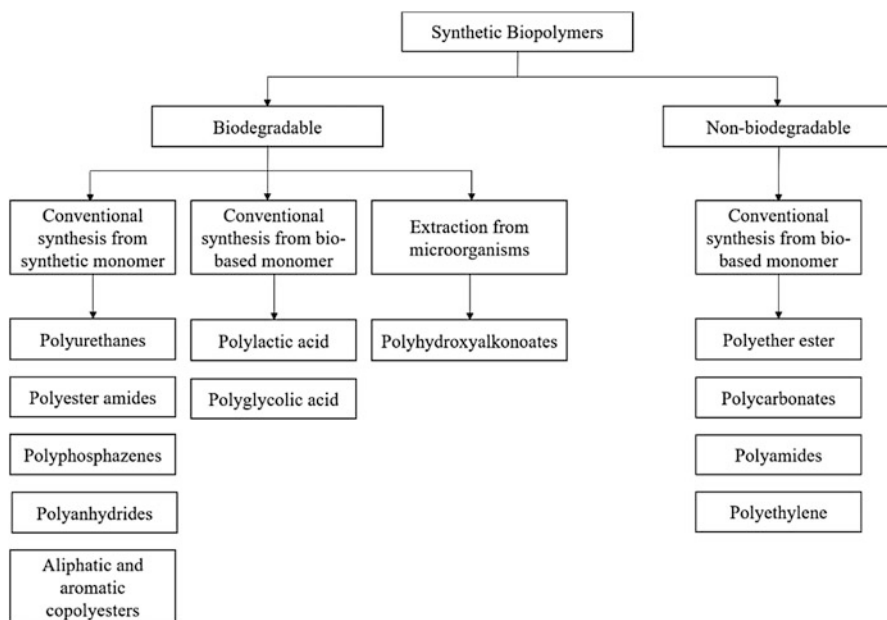 Synthetic Biopolymers
Biodegradable
Non-biodegradable
Conventional
synthesis from
synthetic monomer
Conventional
synthesis from bio-
based monomer
Extraction from
microorganisms
Conventional
synthesis from bio-
based monomer
Polyurethanes
Polylactic acid
Polyhydroxyalkonoates
Polyether ester
Polyester amides
Polyglycolic acid
Polycarbonates
Polyphosphazenes
Polyamides
Polyanhydrides
Polyethylene
Aliphatic and
aromatic
copolyesters